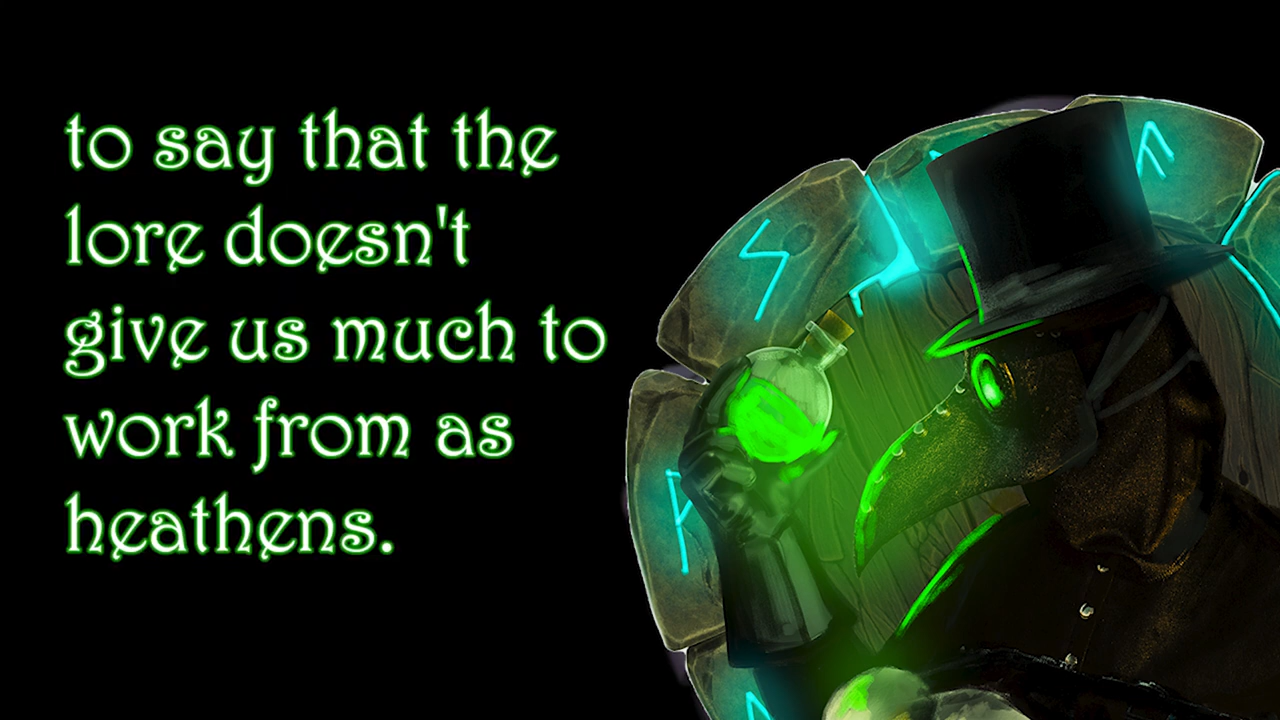 to say that the
lore doesn't
give us much to
work from as
heathens.
ᛋ
ᚨ
ᚹ